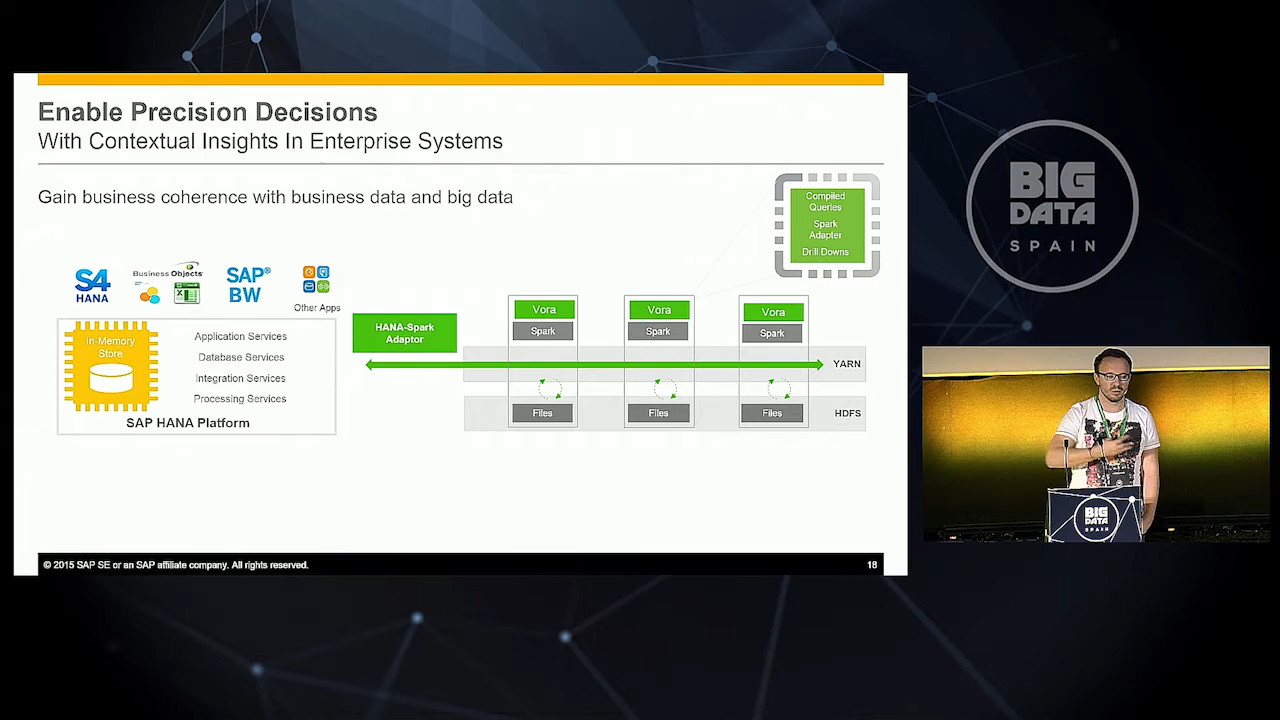 Enable Precision Decisions
With Contextual Insights In Enterprise Systems
Gain business coherence with business data and big data
Compiled
Queries
Spark
Adapter
Drill Downs
S4
HANA
Business Objects
SAP®
BW
Other Apps
In-Memory
Store
Application Services
Database Services
Integration Services
Processing Services
SAP HANA Platform
HANA-Spark
Adaptor
Vora
Spark
Vora
Spark
Vora
Spark
YARN
Files
Files
Files
HDFS
© 2015 SAP SE or an SAP affiliate company. All rights reserved.
18
BIG
DATA
SPAIN
BIG
DATA
SPAIN